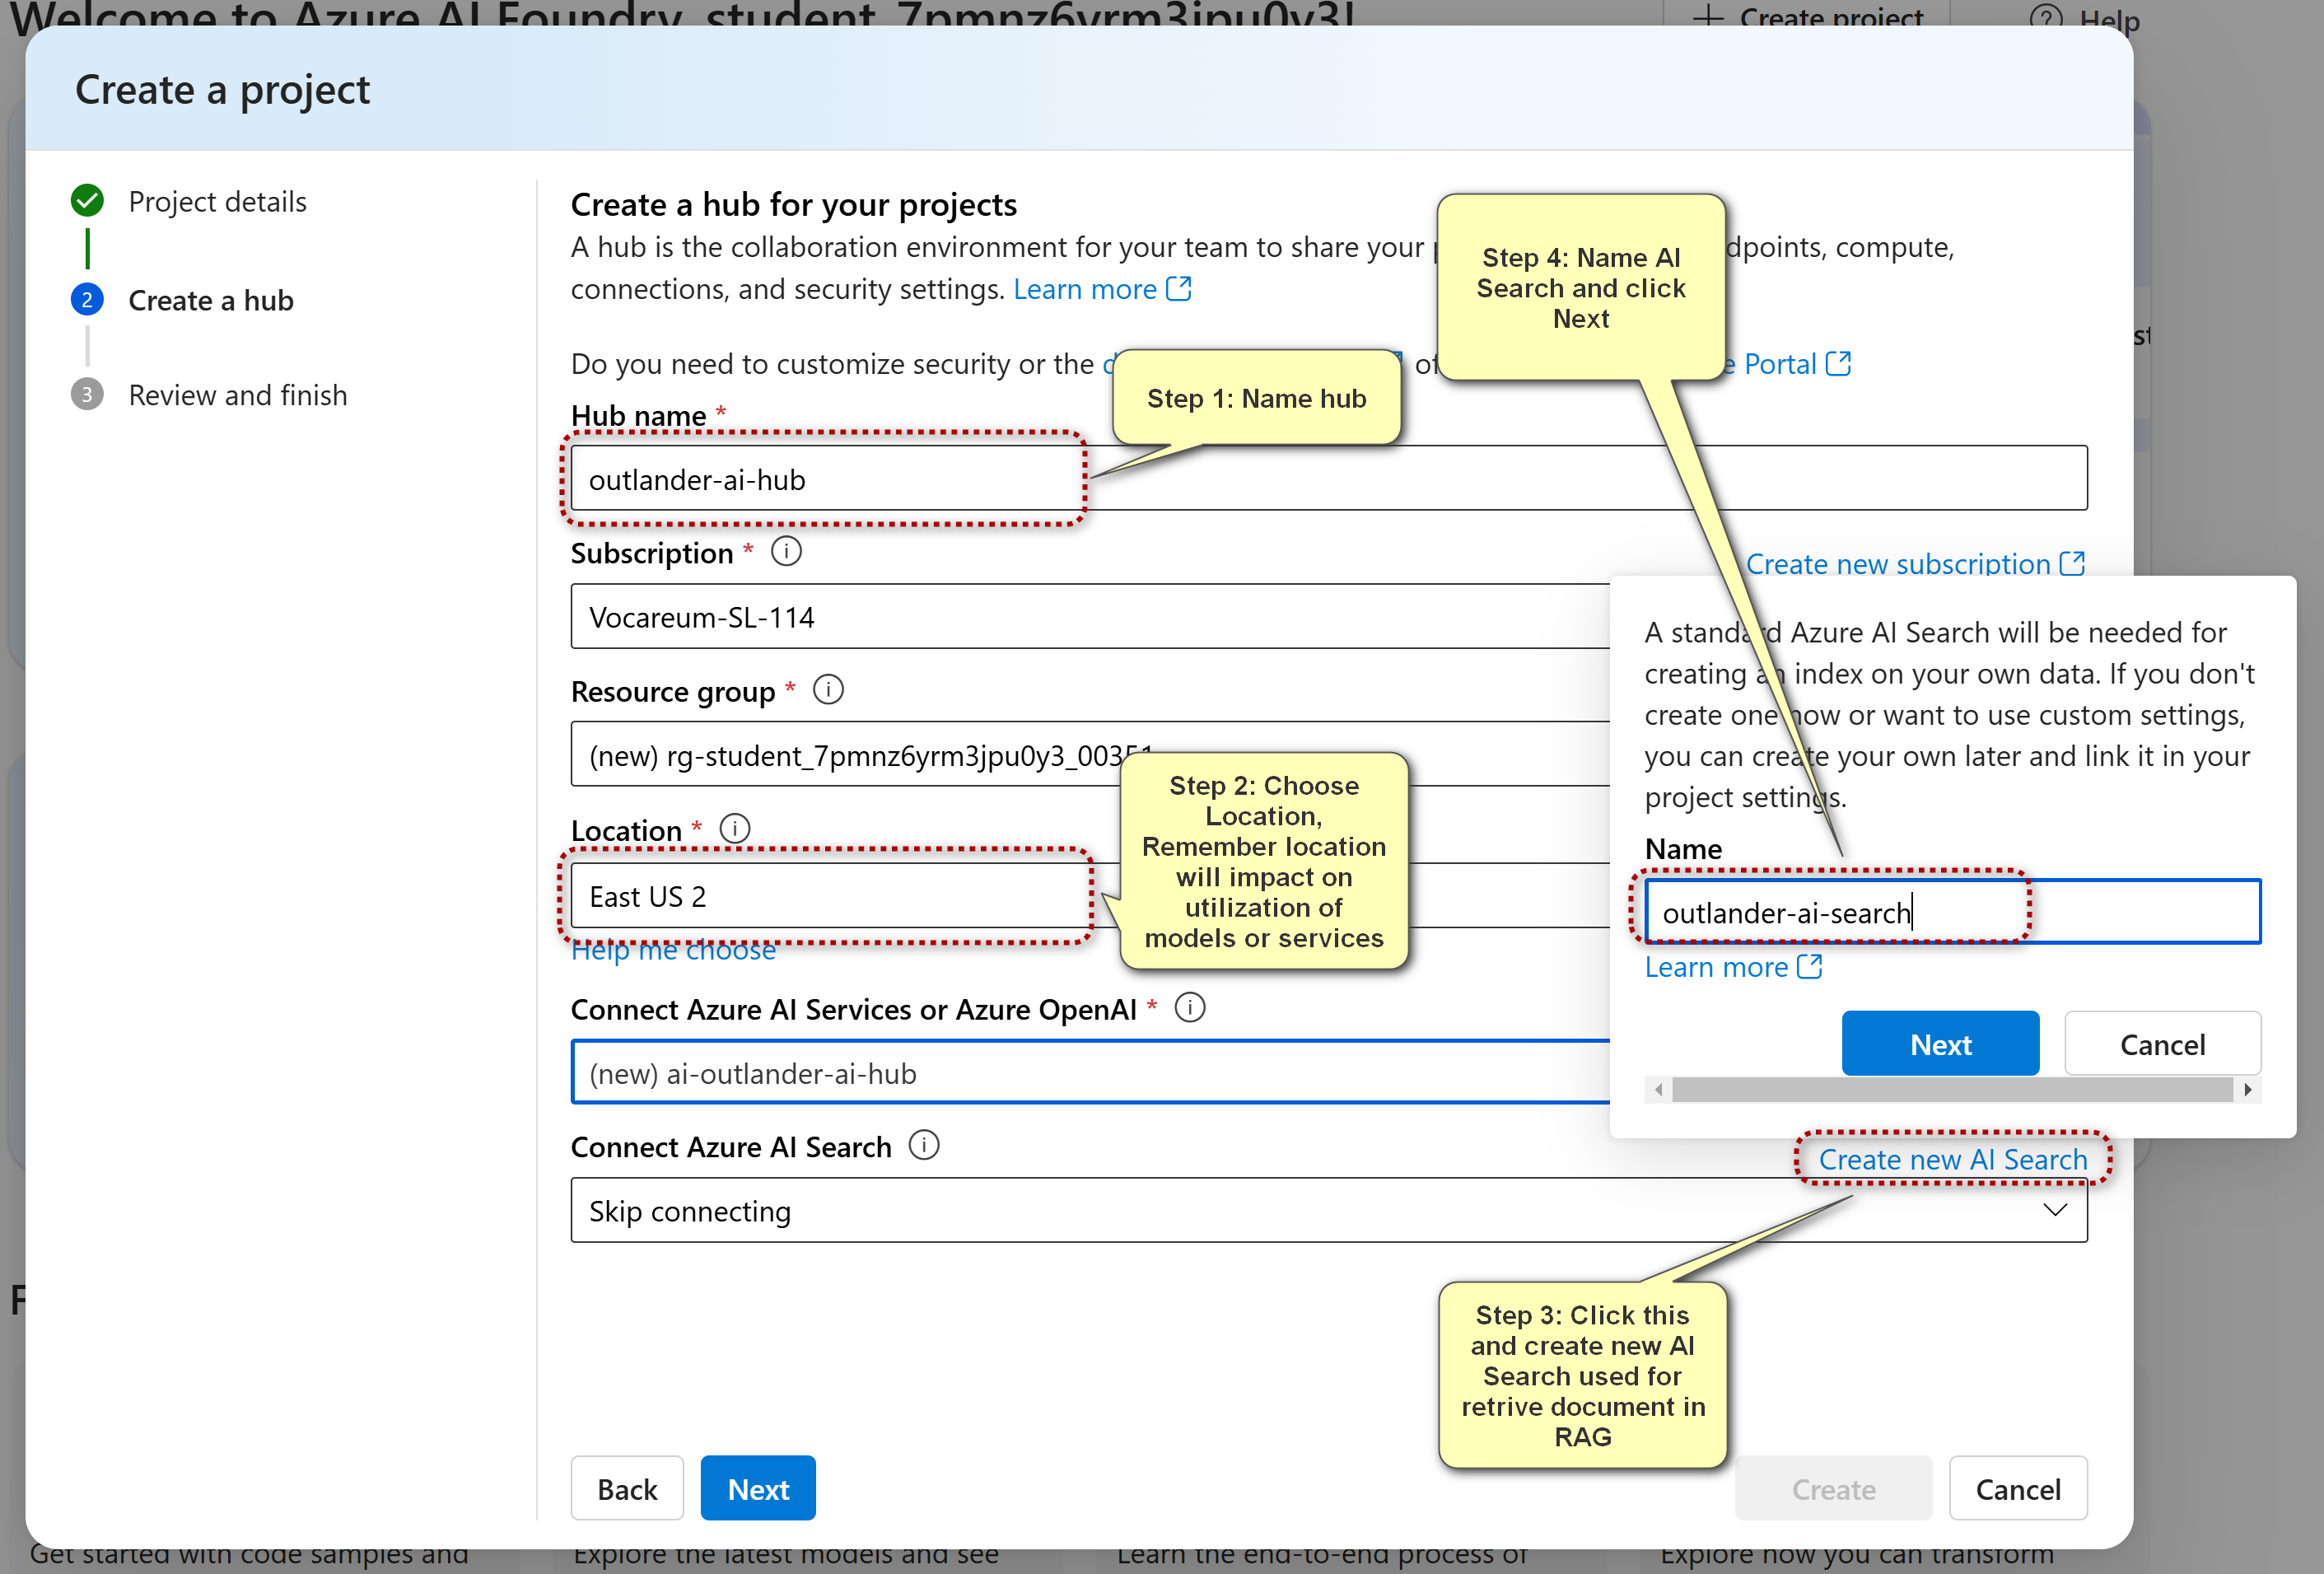 Welcome to Azure AI Foundry, student_7pmnz6yrm3jpu0y3!
Create project
Help
Create a project
Project details
2
Create a hub
3
Review and finish
Create a hub for your projects
A hub is the collaboration environment for your team to share your dpoints, compute,
connections, and security settings. Learn more
Do you need to customize security or the of Portal
Step 4: Name AI
Search and click
Next
Step 1: Name hub
Hub name *
outlander-ai-hub
Subscription *
Create new subscription
Vocareum-SL-114
Resource group *
(new) rg-student_7pmnz6yrm3jpu0y3_00351
Step 2: Choose
Location,
Remember location
will impact on
utilization of
models or services
Location *
East US 2
Help me choose
A standard Azure AI Search will be needed for
creating an index on your own data. If you don't
create one now or want to use custom settings,
you can create your own later and link it in your
project settings.
Name
outlander-ai-search
Learn more
Next
Cancel
Connect Azure AI Services or Azure OpenAI *
(new) ai-outlander-ai-hub
Connect Azure AI Search
Create new AI Search
Skip connecting
Step 3: Click this
and create new AI
Search used for
retrive document in
RAG
Back
Next
Create
Cancel
Get started with code samples and
Explore the latest models and see
Learn the end-to-end process of
Explore how you can transform